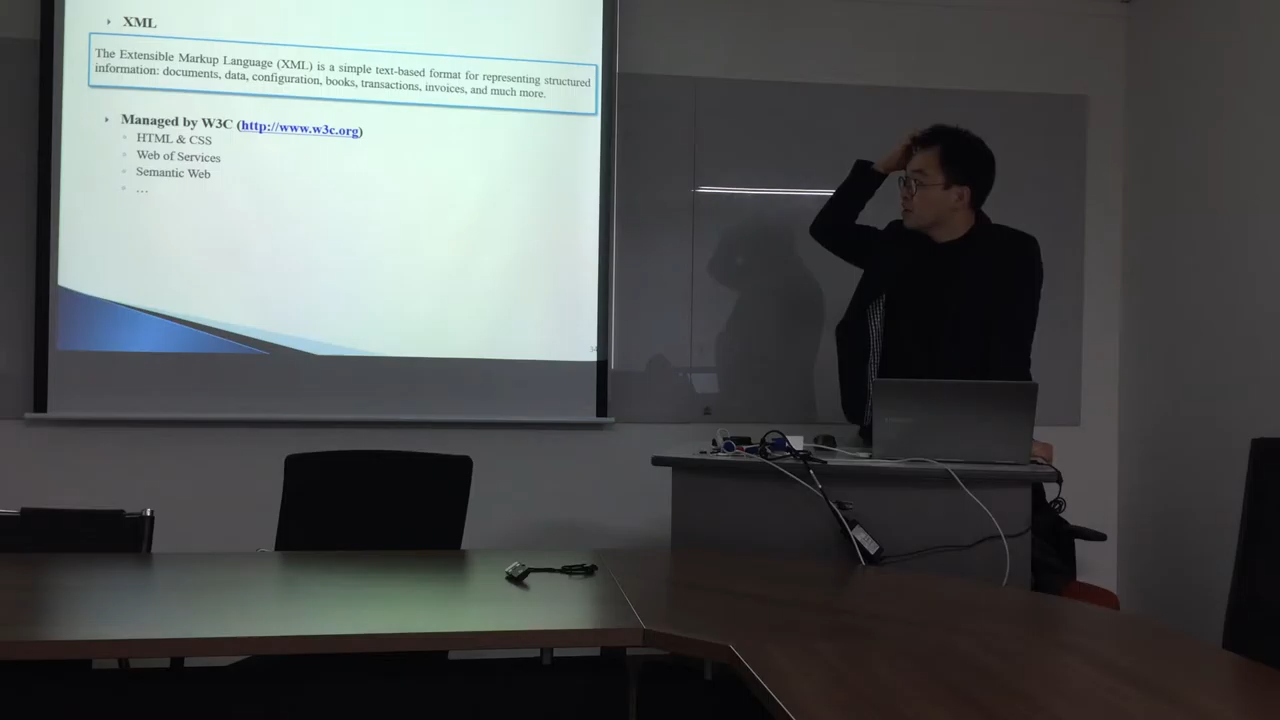 XML
The Extensible Markup Language (XML) is a simple text-based format for representing structured
information: documents, data, configuration, books, transactions, invoices, and much more.
Managed by W3C (http://www.w3c.org)
HTML & CSS
Web of Services
Semantic Web
…